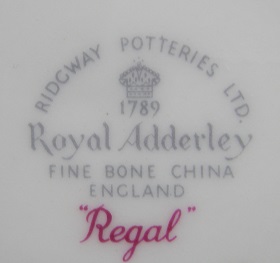 RIDGWAY POTTERIES LTD.
1789
Royal Adderley
FINE BONE CHINA
ENGLAND
"Regal"